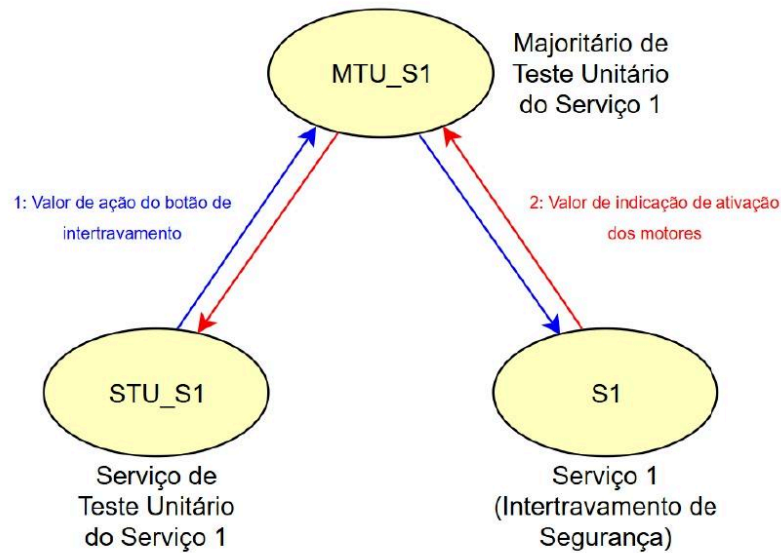 MTU_S1
Majoritário de
Teste Unitário
do Serviço 1
1: Valor de ação do botão de
intertravamento
2: Valor de indicação de ativação
dos motores
STU_S1
Serviço de
Teste Unitário
do Serviço 1
S1
Serviço 1
(Intertravamento de
Segurança)